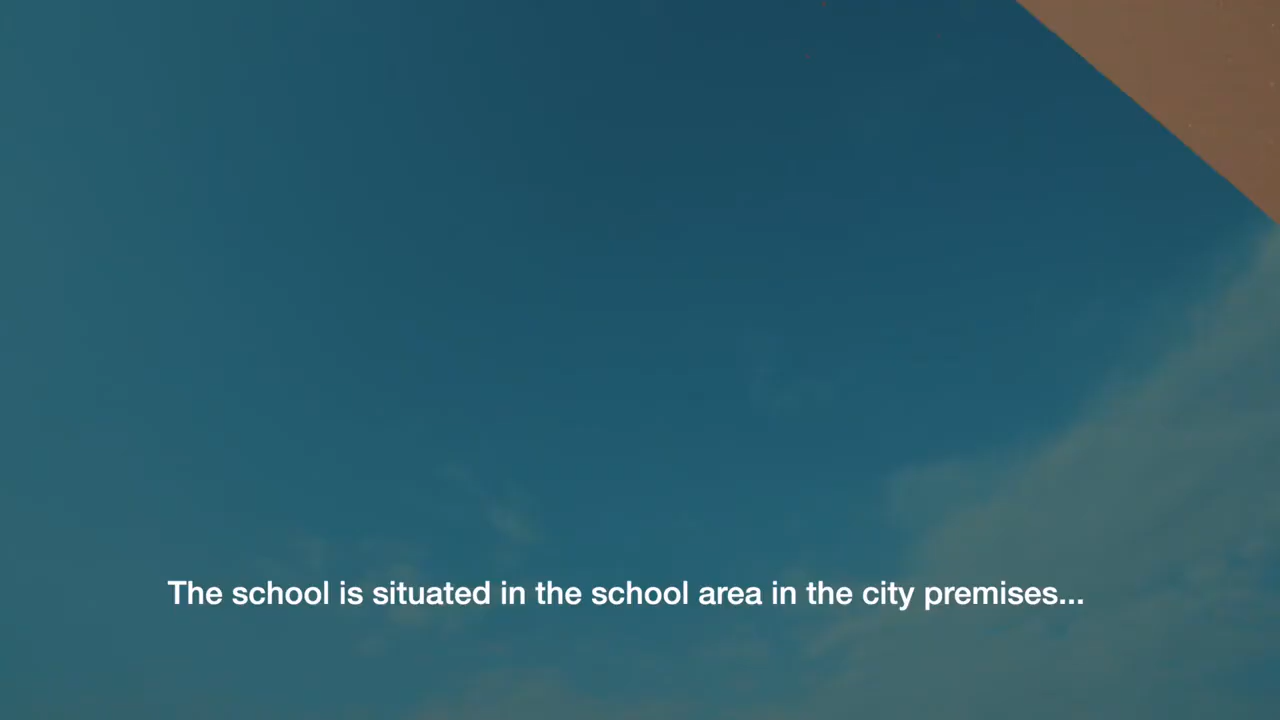 The school is situated in the school area in the city premises...